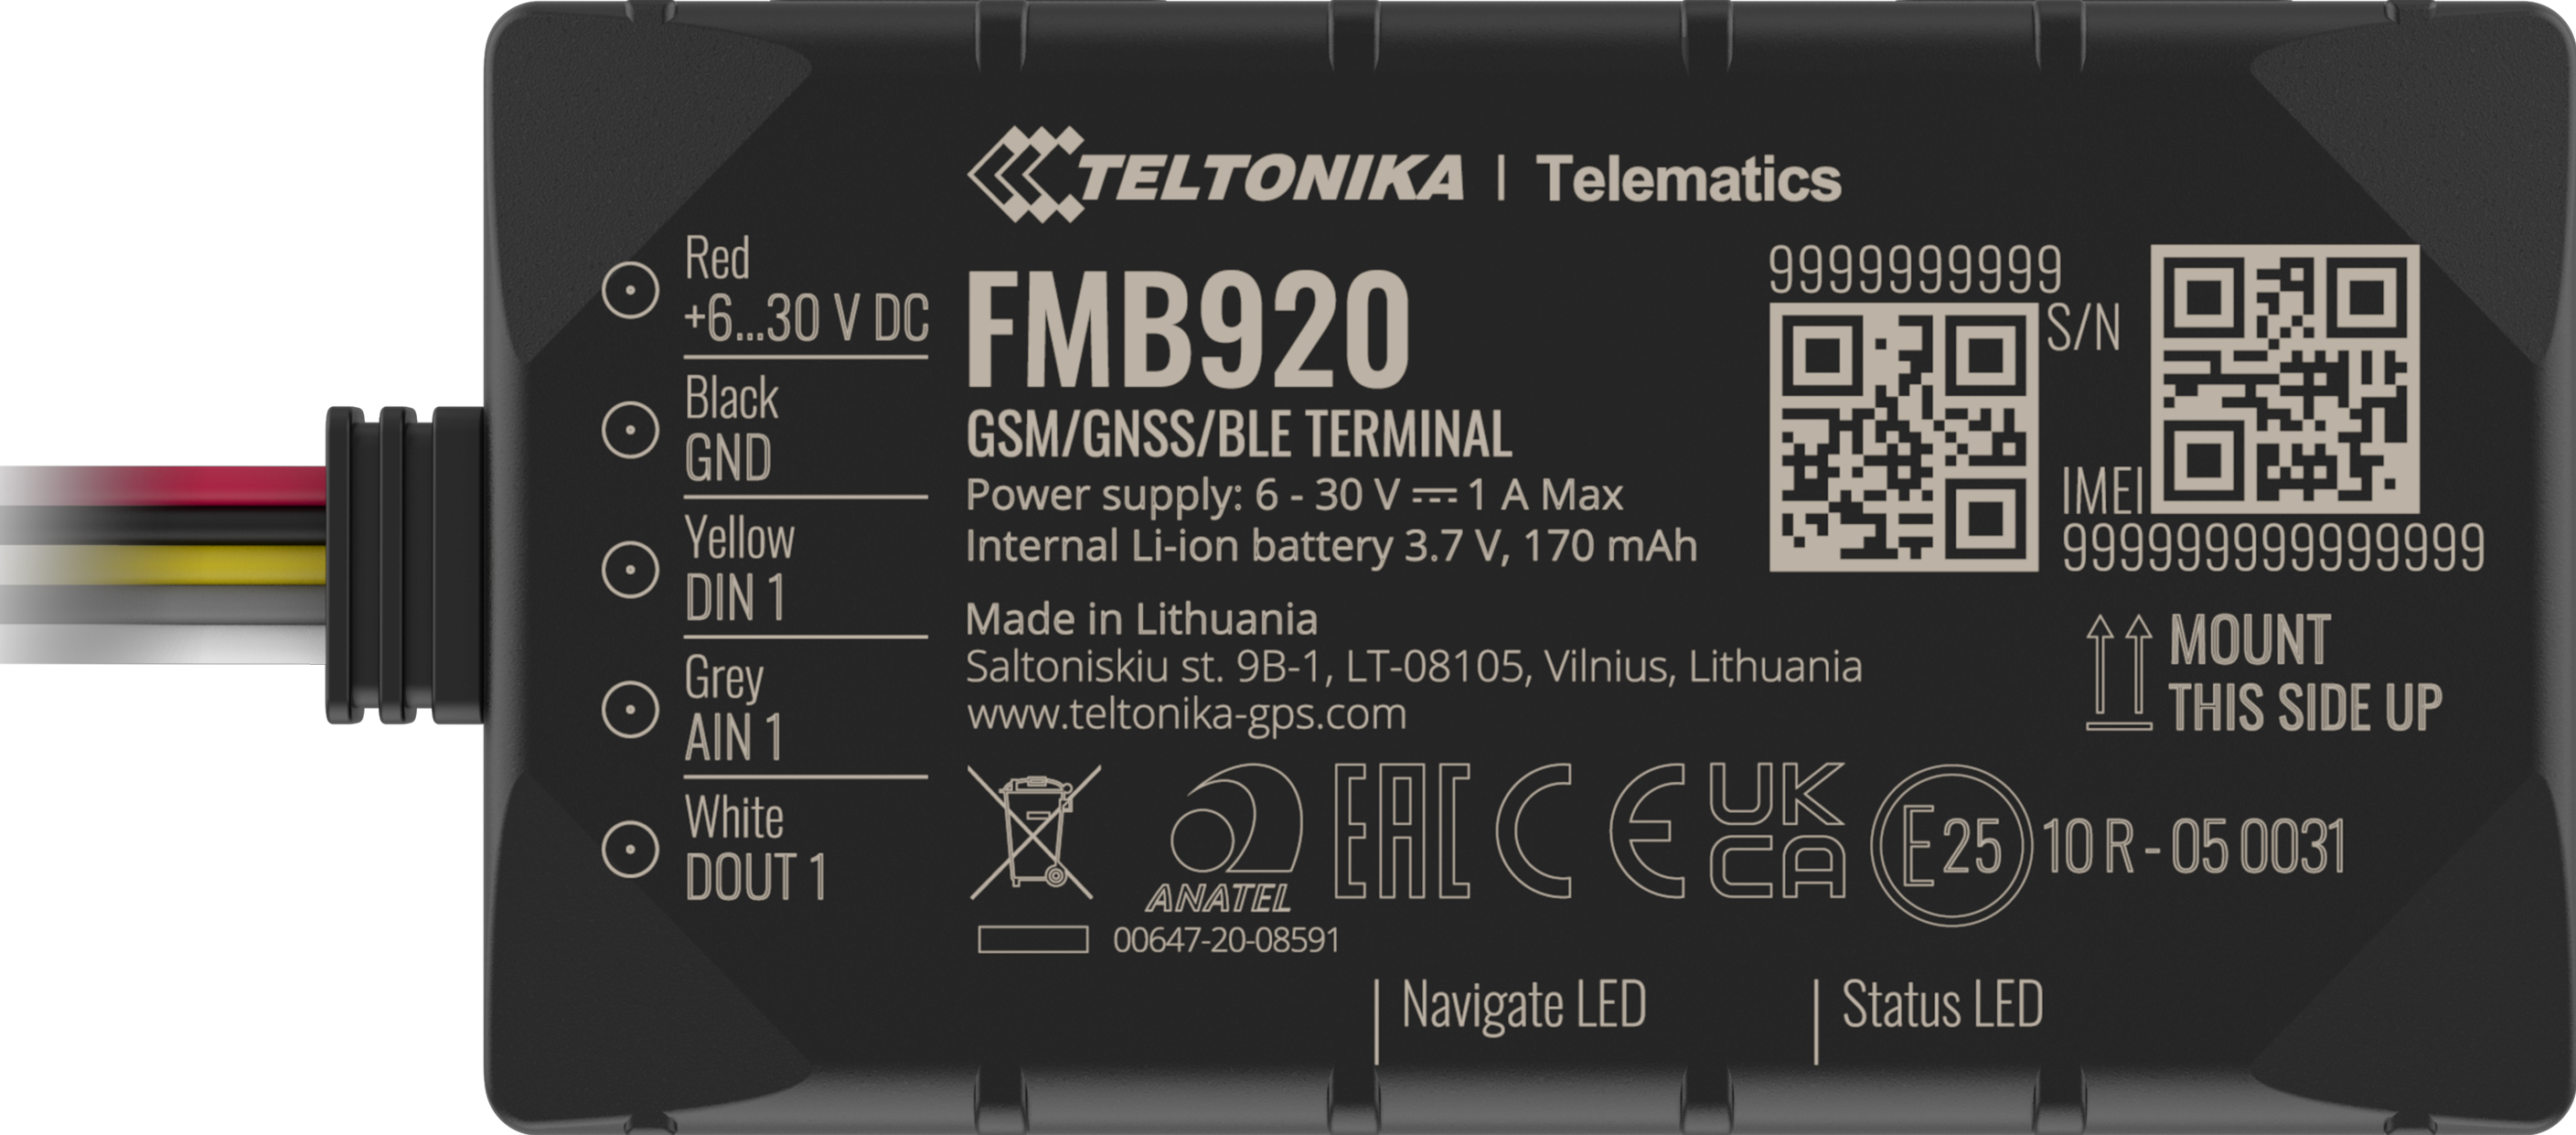 TELTONIKA | Telematics
Red
+6...30 V DC
Black
GND
Yellow
DIN 1
Grey
AIN 1
White
DOUT 1
FMB920
GSM/GNSS/BLE TERMINAL
Power supply: 6 - 30 V ⎓ 1 A Max
Internal Li-ion battery 3.7 V, 170 mAh
Made in Lithuania
Saltoniskiu st. 9B-1, LT-08105, Vilnius, Lithuania
www.teltonika-gps.com
9999999999
S/N
IMEI
999999999999999
MOUNT
THIS SIDE UP
ANATEL
00647-20-08591
EAC
CE
UK
CA
E25 10 R - 05 0031
Navigate LED
Status LED